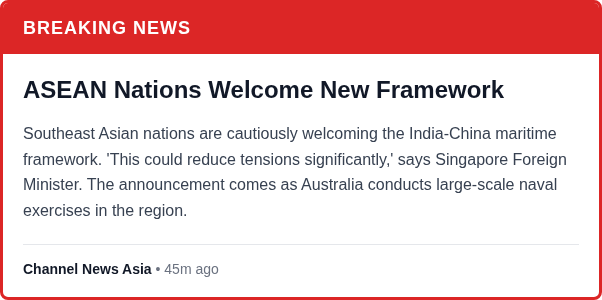 BREAKING NEWS
ASEAN Nations Welcome New Framework
Southeast Asian nations are cautiously welcoming the India-China maritime
framework. 'This could reduce tensions significantly,' says Singapore Foreign
Minister. The announcement comes as Australia conducts large-scale naval
exercises in the region.
Channel News Asia • 45m ago